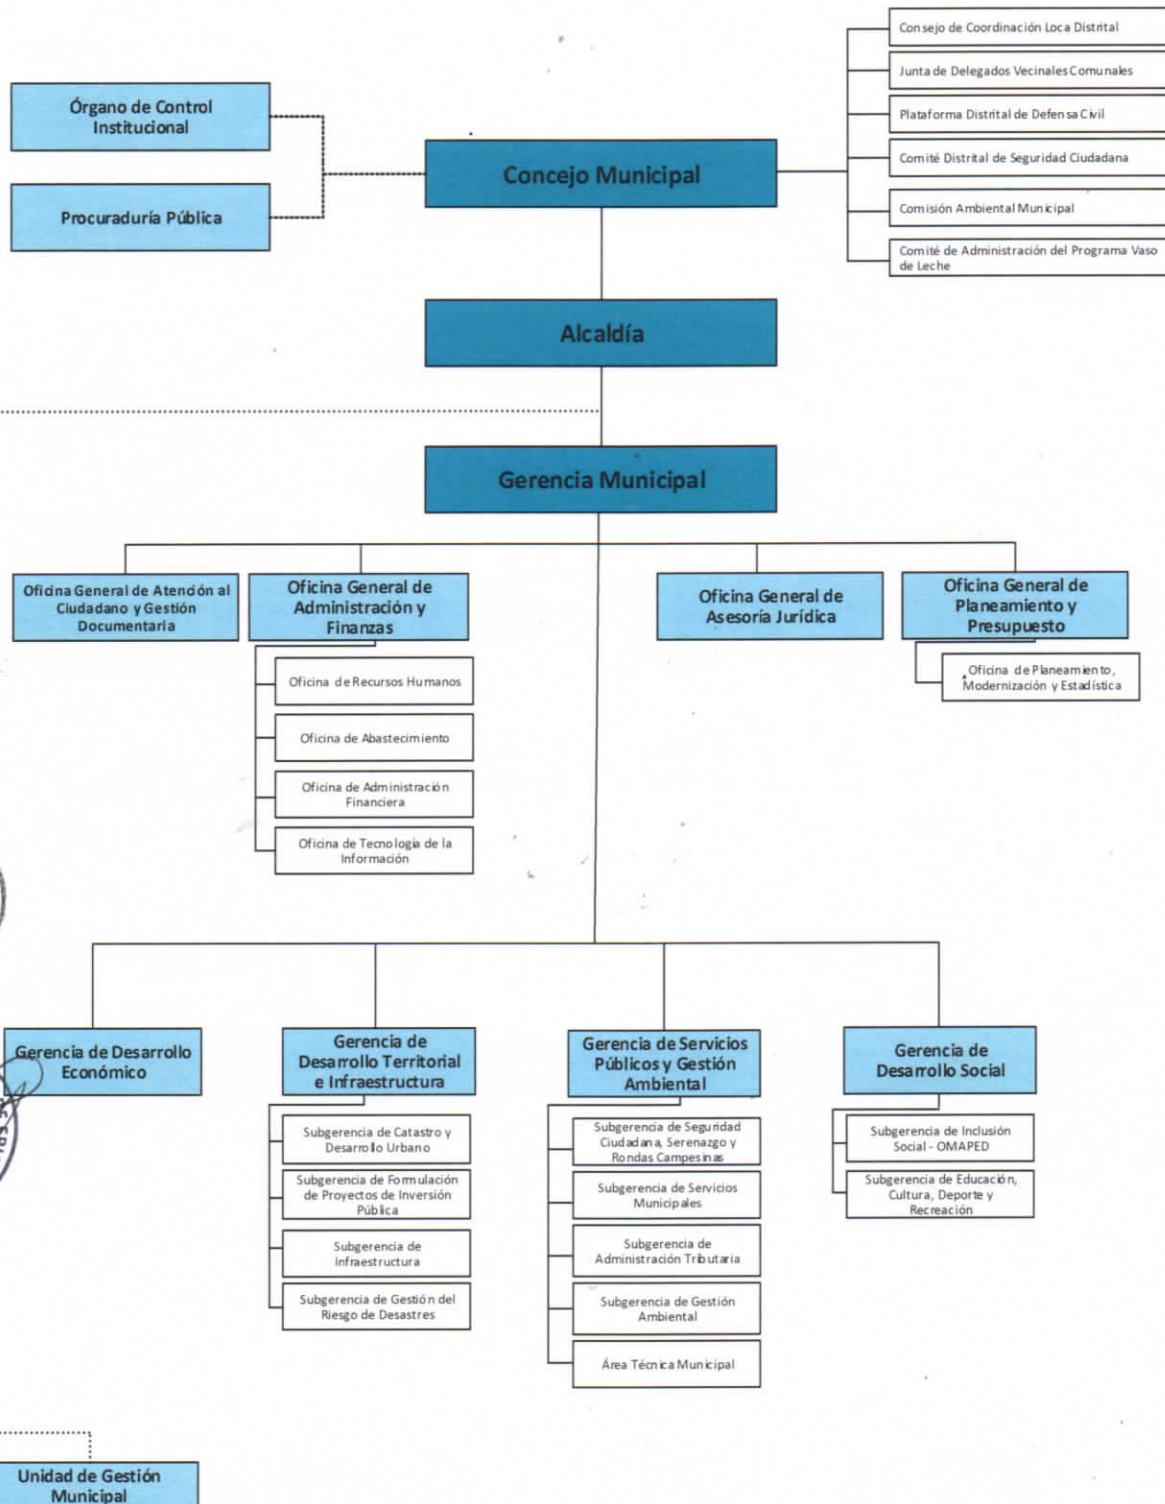 Consejo de Coordinación Loca Distrital
Junta de Delegados Vecinales Comunales
Plataforma Distrital de Defensa Civil
Comité Distrital de Seguridad Ciudadana
Comisión Ambiental Municipal
Comité de Administración del Programa Vaso
de Leche
Órgano de Control
Institucional
Procuraduría Pública
Concejo Municipal
Alcaldía
Gerencia Municipal
Oficina General de Atención al
Ciudadano y Gestión
Documentaria
Oficina General de
Administración y
Finanzas
Oficina de Recursos Humanos
Oficina de Abastecimiento
Oficina de Administración
Financiera
Oficina de Tecnología de la
Información
Oficina General de
Asesoría Jurídica
Oficina General de
Planeamiento y
Presupuesto
Oficina de Planeamiento,
Modernización y Estadística
Gerencia de Desarrollo
Económico
Gerencia de
Desarrollo Territorial
e Infraestructura
Subgerencia de Catastro y
Desarrollo Urbano
Subgerencia de Formulación
de Proyectos de Inversión
Pública
Subgerencia de
Infraestructura
Subgerencia de Gestión del
Riesgo de Desastres
Gerencia de Servicios
Públicos y Gestión
Ambiental
Subgerencia de Seguridad
Ciudadana, Serenazgo y
Rondas Campesinas
Subgerencia de Servicios
Municipales
Subgerencia de
Administración Tributaria
Subgerencia de Gestión
Ambiental
Área Técnica Municipal
Gerencia de
Desarrollo Social
Subgerencia de Inclusión
Social - OMAPED
Subgerencia de Educación,
Cultura, Deporte y
Recreación
Unidad de Gestión
Municipal